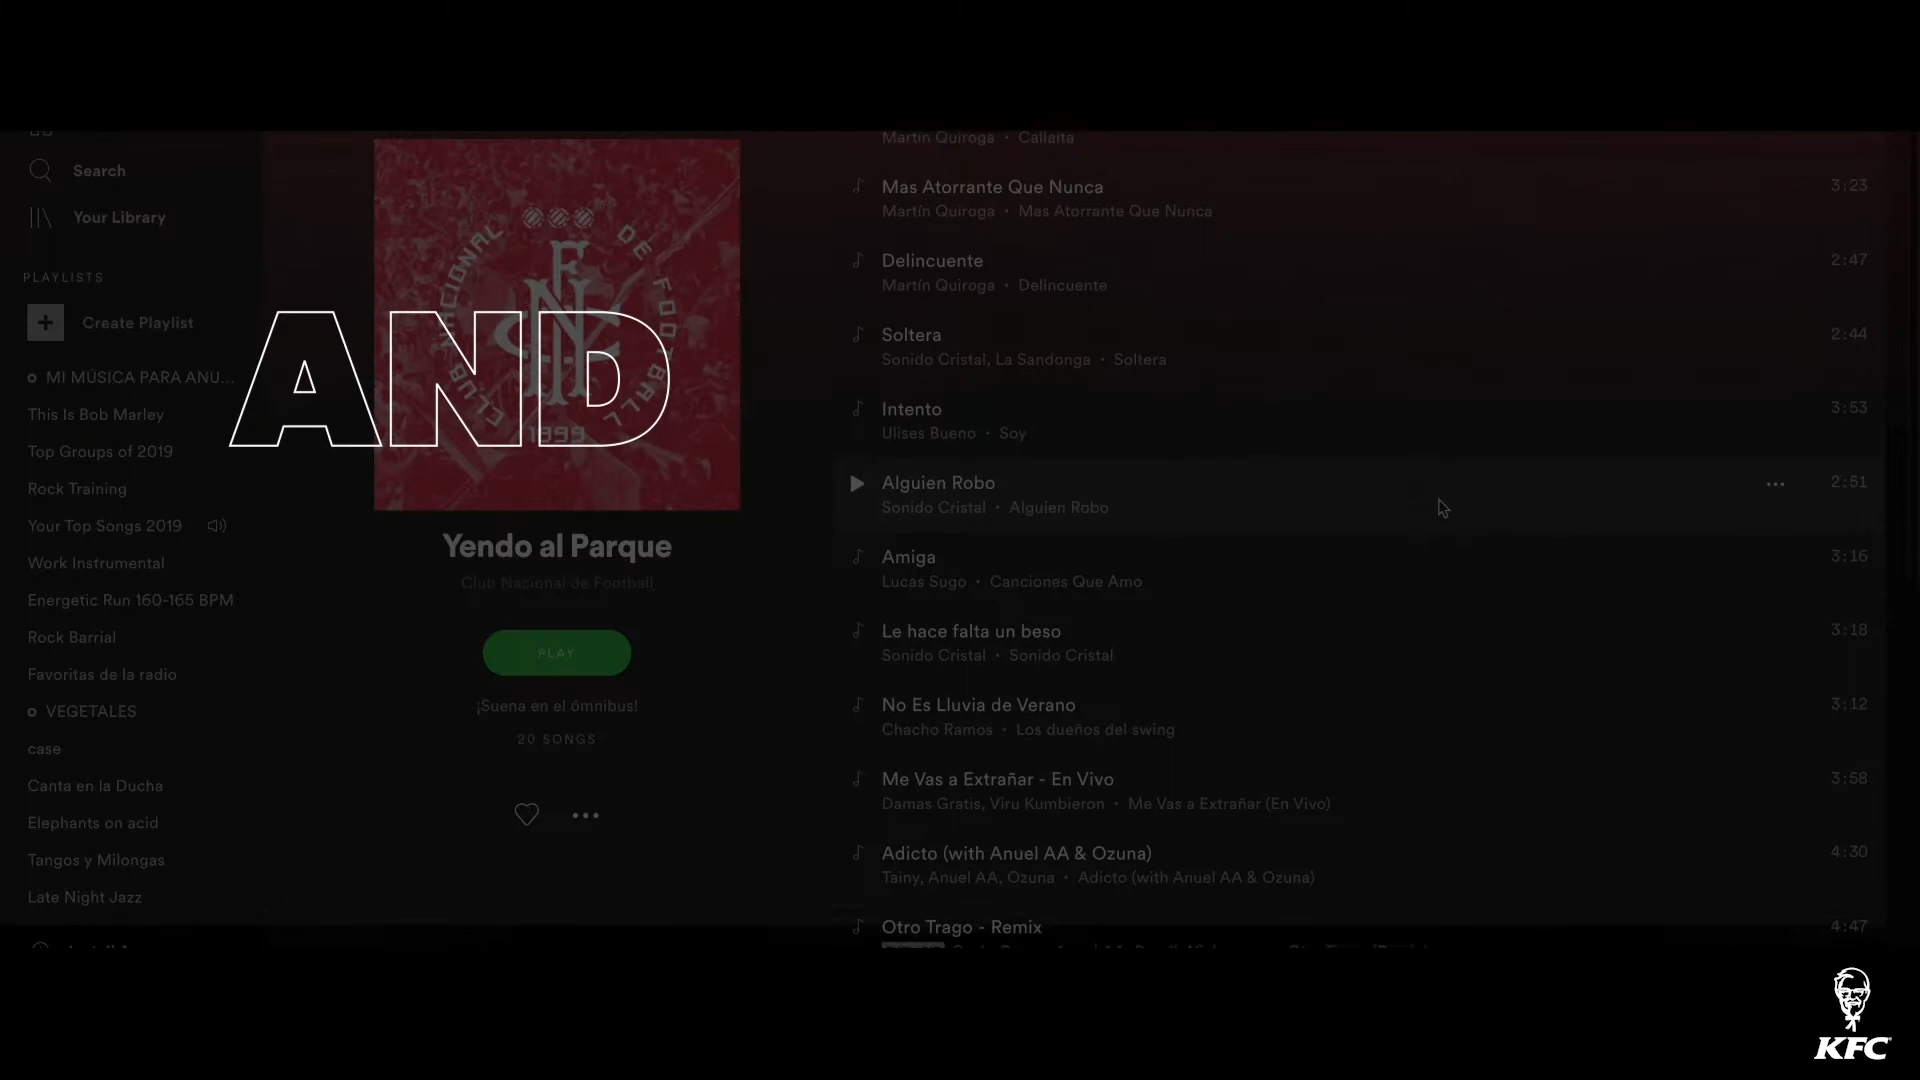 Search
Your Library
PLAYLISTS
Create Playlist
MI MÚSICA PARA ANU...
This Is Bob Marley
Top Groups of 2019
Rock Training
Your Top Songs 2019
Work Instrumental
Energetic Run 160-165 BPM
Rock Barrial
Favoritas de la radio
VEGETALES
case
Canta en la Ducha
Elephants on acid
Tangos y Milongas
Late Night Jazz
AND
CLUB NACIONAL DE FOOTBALL
1899
Yendo al Parque
Club Nacional de Football
PLAY
¡Suena en el ómnibus!
20 SONGS
Martín Quiroga • Callaíta
Mas Atorrante Que Nunca 3:23
Martín Quiroga • Mas Atorrante Que Nunca
Delincuente 2:47
Martín Quiroga • Delincuente
Soltera 2:44
Sonido Cristal, La Sandonga • Soltera
Intento 3:53
Ulises Bueno • Soy
Alguien Robo ... 2:51
Sonido Cristal • Alguien Robo
Amiga 3:16
Lucas Sugo • Canciones Que Amo
Le hace falta un beso 3:18
Sonido Cristal • Sonido Cristal
No Es Lluvia de Verano 3:12
Chacho Ramos • Los dueños del swing
Me Vas a Extrañar - En Vivo 3:58
Damas Gratis, Viru Kumbieron • Me Vas a Extrañar (En Vivo)
Adicto (with Anuel AA & Ozuna) 4:30
Tainy, Anuel AA, Ozuna • Adicto (with Anuel AA & Ozuna)
Otro Trago - Remix 4:47
KFC